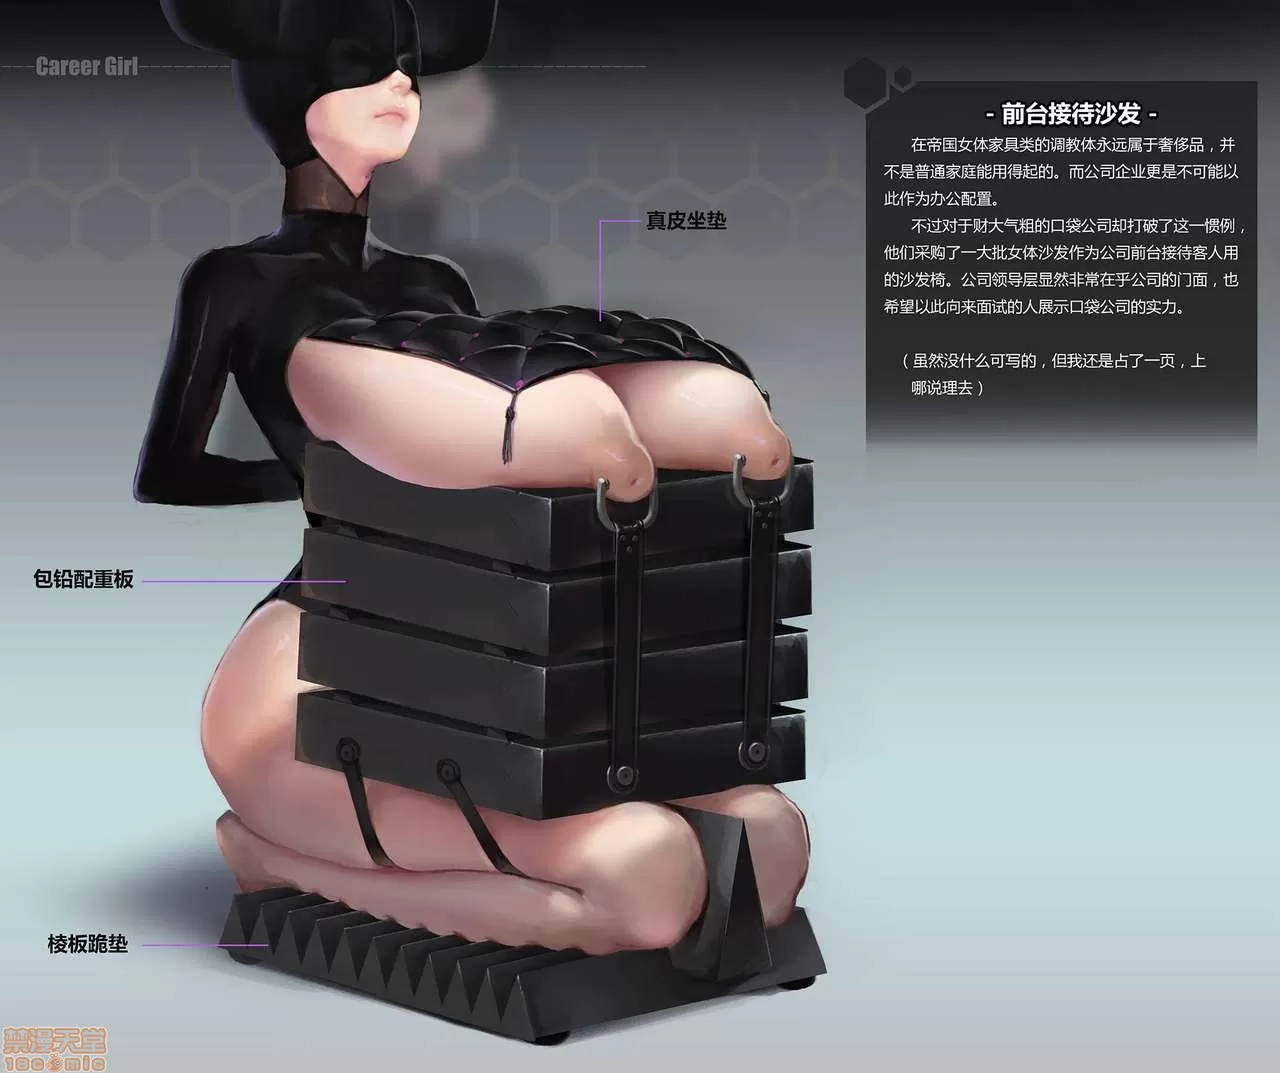 Career Girl
- 前台接待沙发 -
在帝国女体家具类的调教体永远属于奢侈品，并
不是普通家庭能用得起的。而公司企业更是不可能以
此作为办公配置。
不过对于财大气粗的口袋公司却打破了这一惯例，
他们采购了一大批女体沙发作为公司前台接待客人用
的沙发椅。公司领导层显然非常在乎公司的门面，也
希望以此向来面试的人展示口袋公司的实力。
（虽然没什么可写的，但我还是占了一页，上
哪说理去）
真皮坐垫
包铅配重板
棱板跪垫
禁漫天堂
18comic